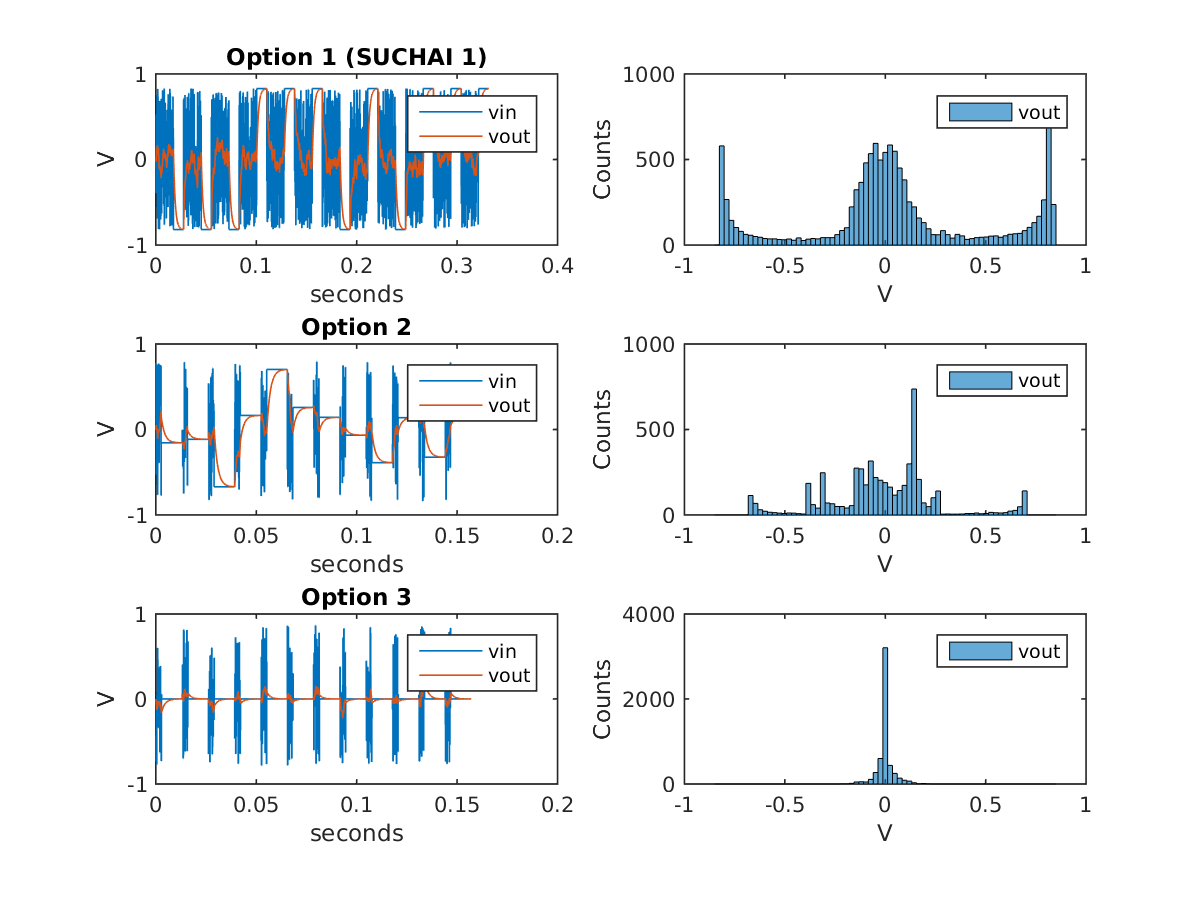 Option 1 (SUCHAI 1)
1
0
-1
V
vin
vout
0 0.1 0.2 0.3 0.4
seconds
1000
500
0
Counts
vout
-1 -0.5 0 0.5 1
V
Option 2
1
0
-1
V
vin
vout
0 0.05 0.1 0.15 0.2
seconds
1000
500
0
Counts
vout
-1 -0.5 0 0.5 1
V
Option 3
1
0
-1
V
vin
vout
0 0.05 0.1 0.15 0.2
seconds
4000
2000
0
Counts
vout
-1 -0.5 0 0.5 1
V